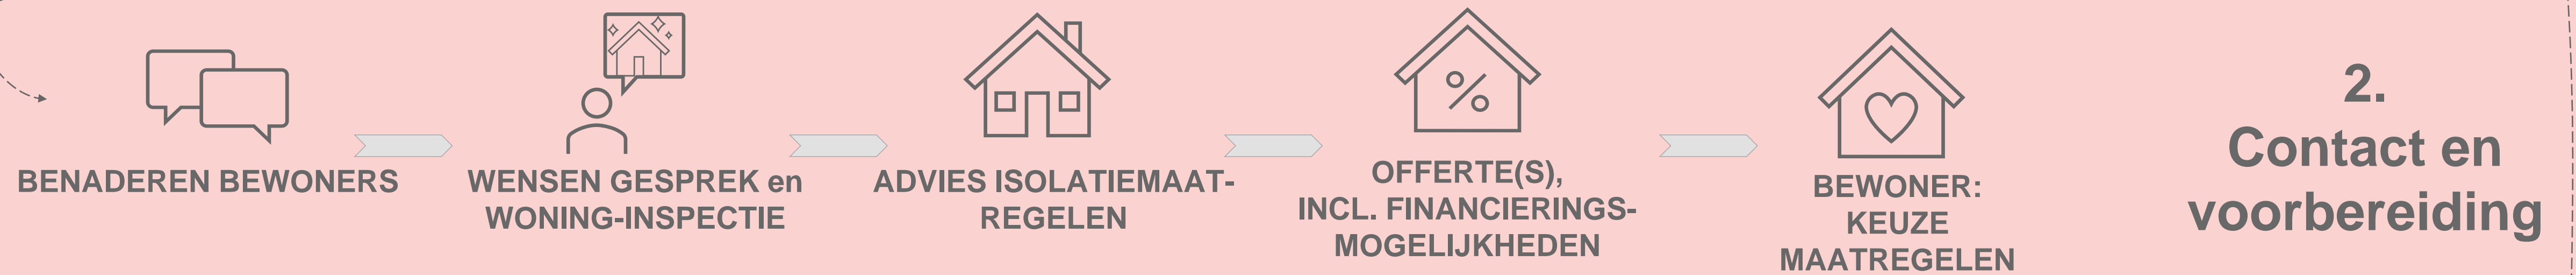 BENADEREN BEWONERS
WENSEN GESPREK en
WONING-INSPECTIE
ADVIES ISOLATIEMAAT-
REGELEN
%
OFFERTE(S),
INCL. FINANCIERINGS-
MOGELIJKHEDEN
BEWONER:
KEUZE
MAATREGELEN
2.
Contact en
voorbereiding